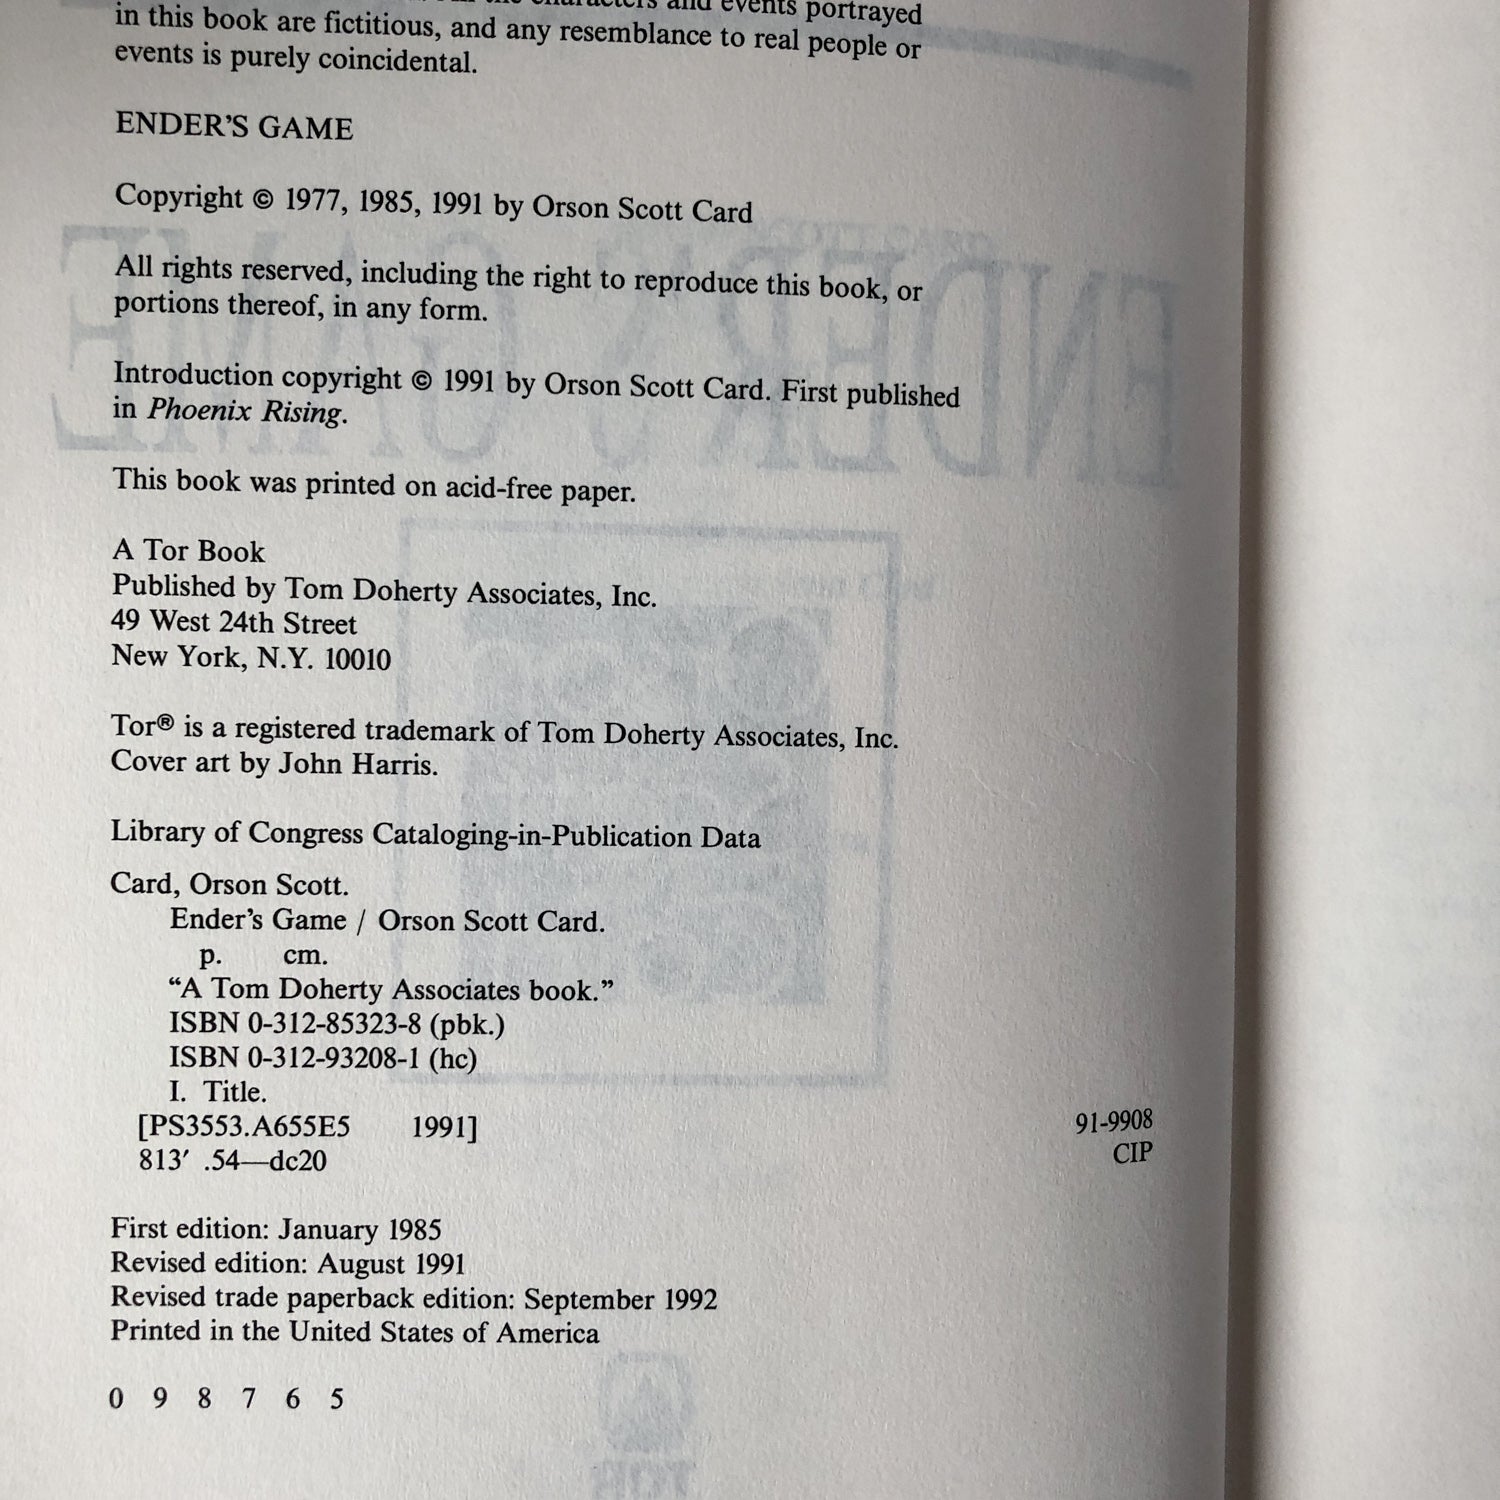 characters and events portrayed
in this book are fictitious, and any resemblance to real people or
events is purely coincidental.
ENDER'S GAME
Copyright © 1977, 1985, 1991 by Orson Scott Card
All rights reserved, including the right to reproduce this book, or
portions thereof, in any form.
Introduction copyright © 1991 by Orson Scott Card. First published
in Phoenix Rising.
This book was printed on acid-free paper.
A Tor Book
Published by Tom Doherty Associates, Inc.
49 West 24th Street
New York, N.Y. 10010
Tor® is a registered trademark of Tom Doherty Associates, Inc.
Cover art by John Harris.
Library of Congress Cataloging-in-Publication Data
Card, Orson Scott.
Ender's Game / Orson Scott Card.
p. cm.
“A Tom Doherty Associates book.”
ISBN 0-312-85323-8 (pbk.)
ISBN 0-312-93208-1 (hc)
I. Title.
[PS3553.A655E5 1991] 91-9908
813′ .54—dc20 CIP
First edition: January 1985
Revised edition: August 1991
Revised trade paperback edition: September 1992
Printed in the United States of America
0 9 8 7 6 5